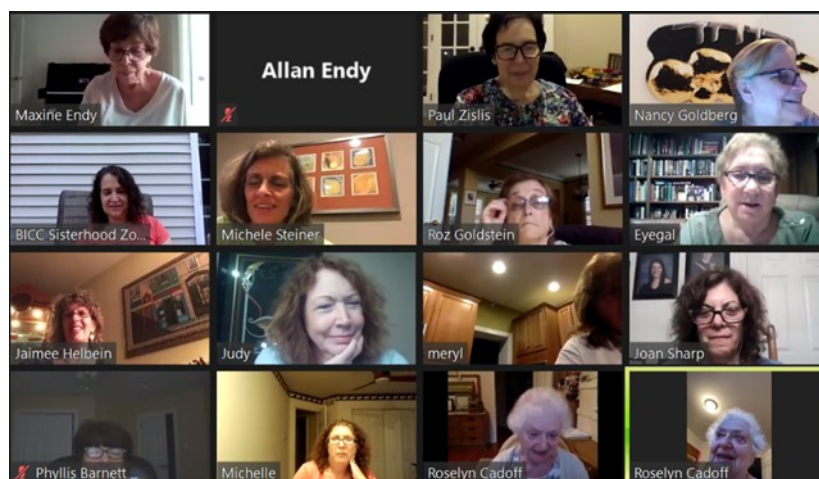 Maxine Endy
Allan Endy
Paul Zislis
Nancy Goldberg
BICC Sisterhood Zo...
Michele Steiner
Roz Goldstein
Eyegal
Jaimee Helbein
Judy
meryl
Joan Sharp
Phyllis Barnett
Michelle
Roselyn Cadoff
Roselyn Cadoff